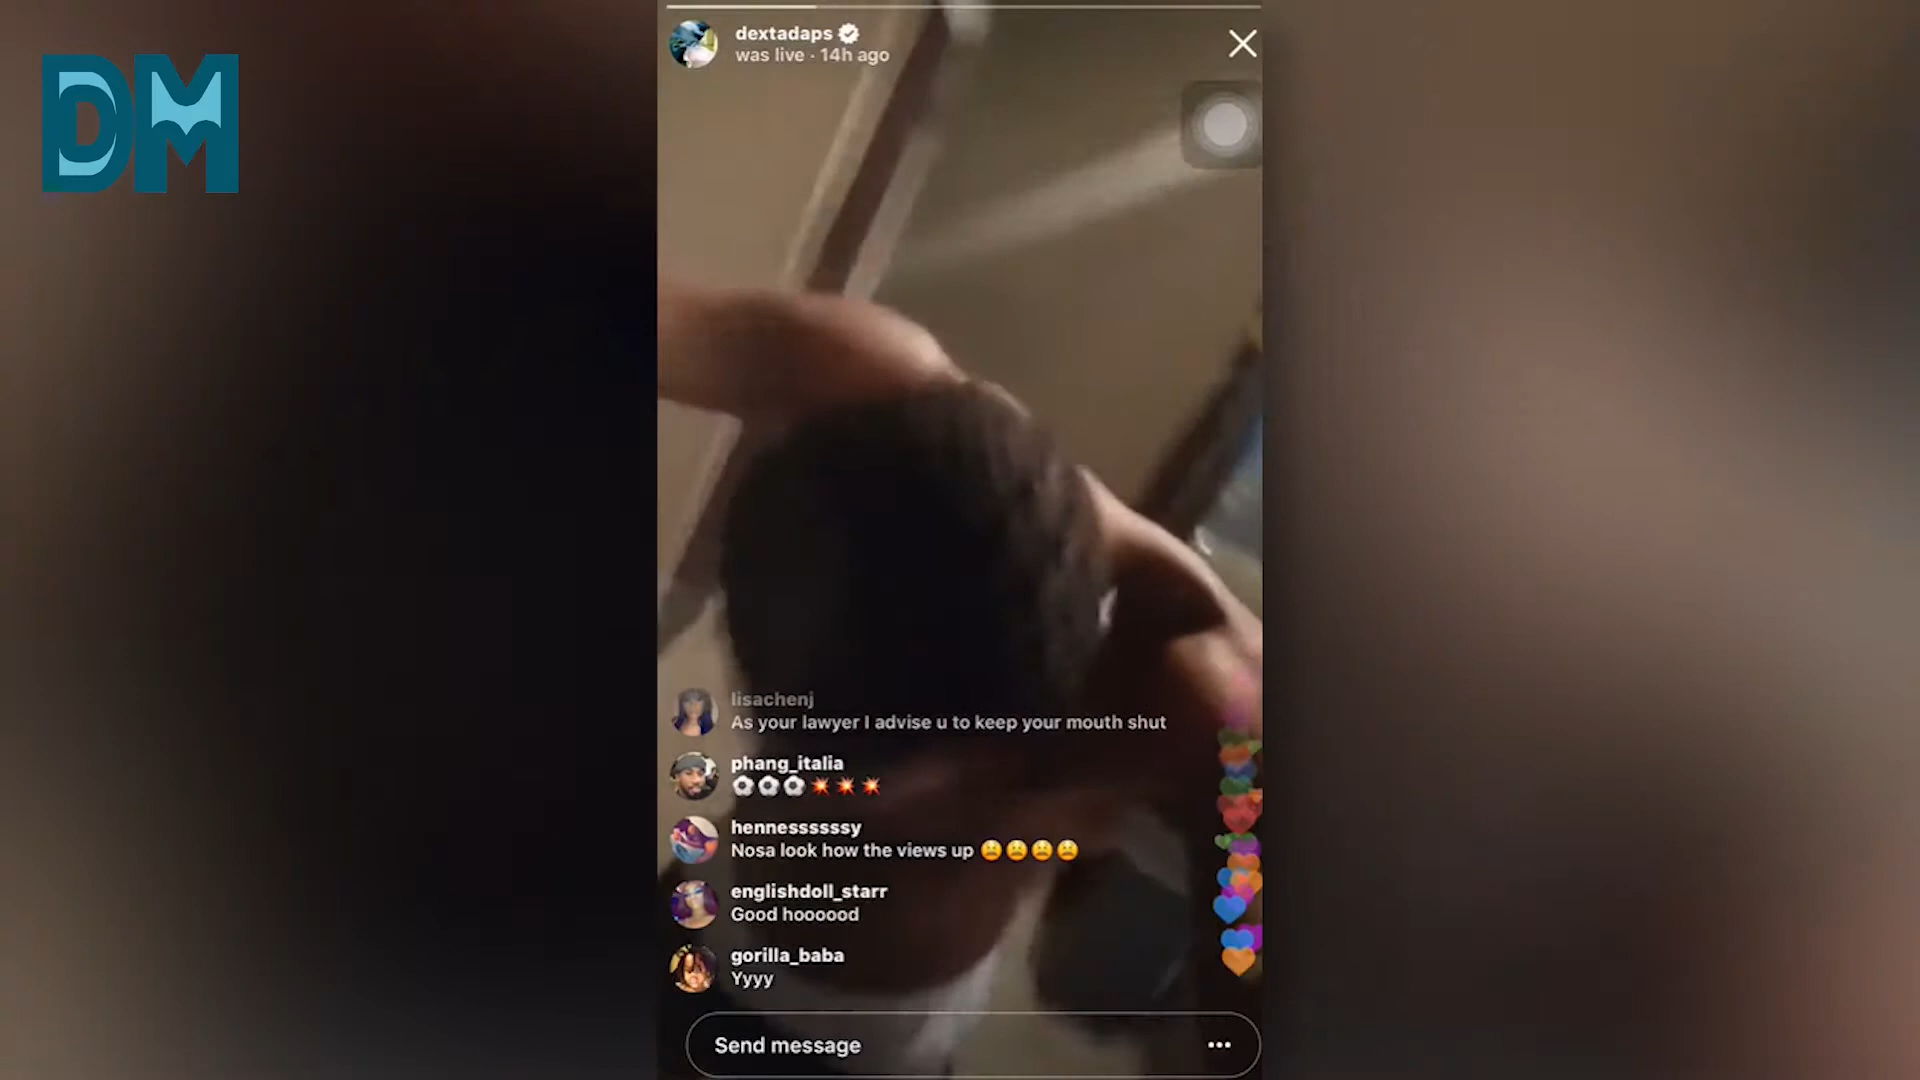 DM
dextadaps
was live · 14h ago
lisachenj
As your lawyer I advise u to keep your mouth shut
phang_italia
⚽⚽⚽💥💥💥
hennessssssy
Nosa look how the views up 😩😩😩😩
englishdoll_starr
Good hoooood
gorilla_baba
Yyyy
Send message